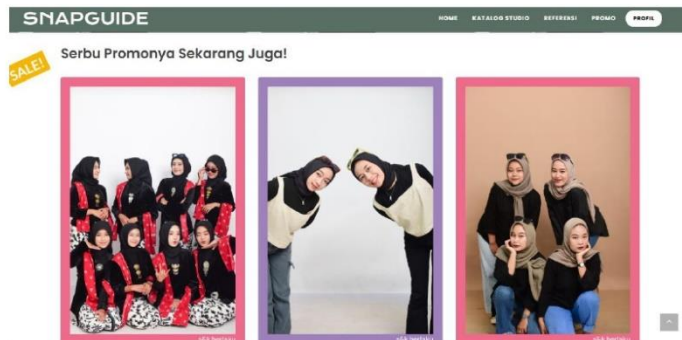 SNAPGUIDE
HOME KATALOG STUDIO REFERENSI PROMO PROFIL
SALE!
Serbu Promonya Sekarang Juga!